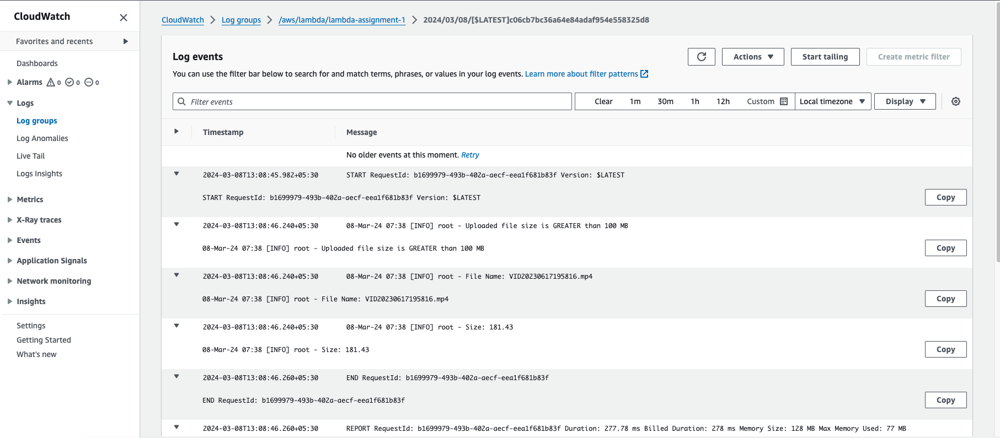 CloudWatch
Favorites and recents
Dashboards
Alarms 0 0 0
Logs
Log groups
Log Anomalies
Live Tail
Logs Insights
Metrics
X-Ray traces
Events
Application Signals
Network monitoring
Insights
Settings
Getting Started
What's new
CloudWatch Log groups /aws/lambda/lambda-assignment-1 2024/03/08/[$LATEST]c06cb7bc36a64e84adaf954e558325d8
Log events
Actions Start tailing Create metric filter
You can use the filter bar below to search for and match terms, phrases, or values in your log events. Learn more about filter patterns
Filter events Clear 1m 30m 1h 12h Custom Local timezone Display
Timestamp Message
No older events at this moment. Retry
2024-03-08T13:08:45.982+05:30 START RequestId: b1699979-493b-402a-aecf-eea1f681b83f Version: $LATEST
START RequestId: b1699979-493b-402a-aecf-eea1f681b83f Version: $LATEST
Copy
2024-03-08T13:08:46.240+05:30 08-Mar-24 07:38 [INFO] root - Uploaded file size is GREATER than 100 MB
08-Mar-24 07:38 [INFO] root - Uploaded file size is GREATER than 100 MB
Copy
2024-03-08T13:08:46.240+05:30 08-Mar-24 07:38 [INFO] root - File Name: VID20230617195816.mp4
08-Mar-24 07:38 [INFO] root - File Name: VID20230617195816.mp4
Copy
2024-03-08T13:08:46.240+05:30 08-Mar-24 07:38 [INFO] root - Size: 181.43
08-Mar-24 07:38 [INFO] root - Size: 181.43
Copy
2024-03-08T13:08:46.260+05:30 END RequestId: b1699979-493b-402a-aecf-eea1f681b83f
END RequestId: b1699979-493b-402a-aecf-eea1f681b83f
Copy
2024-03-08T13:08:46.260+05:30 REPORT RequestId: b1699979-493b-402a-aecf-eea1f681b83f Duration: 277.78 ms Billed Duration: 278 ms Memory Size: 128 MB Max Memory Used: 77 MB